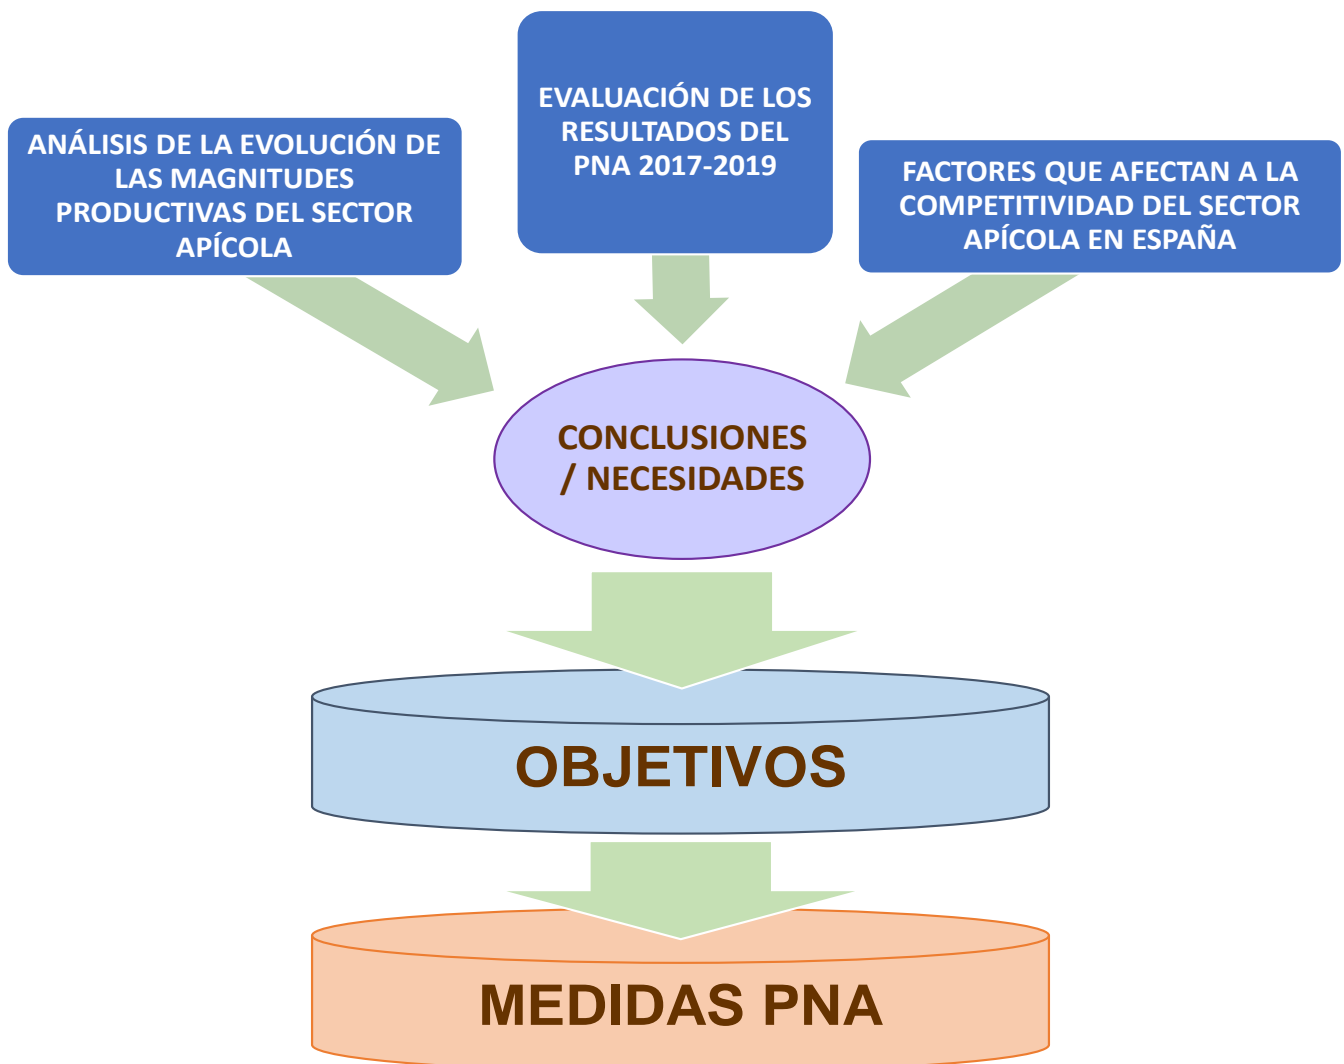 ANÁLISIS DE LA EVOLUCIÓN DE
LAS MAGNITUDES
PRODUCTIVAS DEL SECTOR
APÍCOLA
EVALUACIÓN DE LOS
RESULTADOS DEL
PNA 2017-2019
FACTORES QUE AFECTAN A LA
COMPETITIVIDAD DEL SECTOR
APÍCOLA EN ESPAÑA
CONCLUSIONES
/ NECESIDADES
OBJETIVOS
MEDIDAS PNA